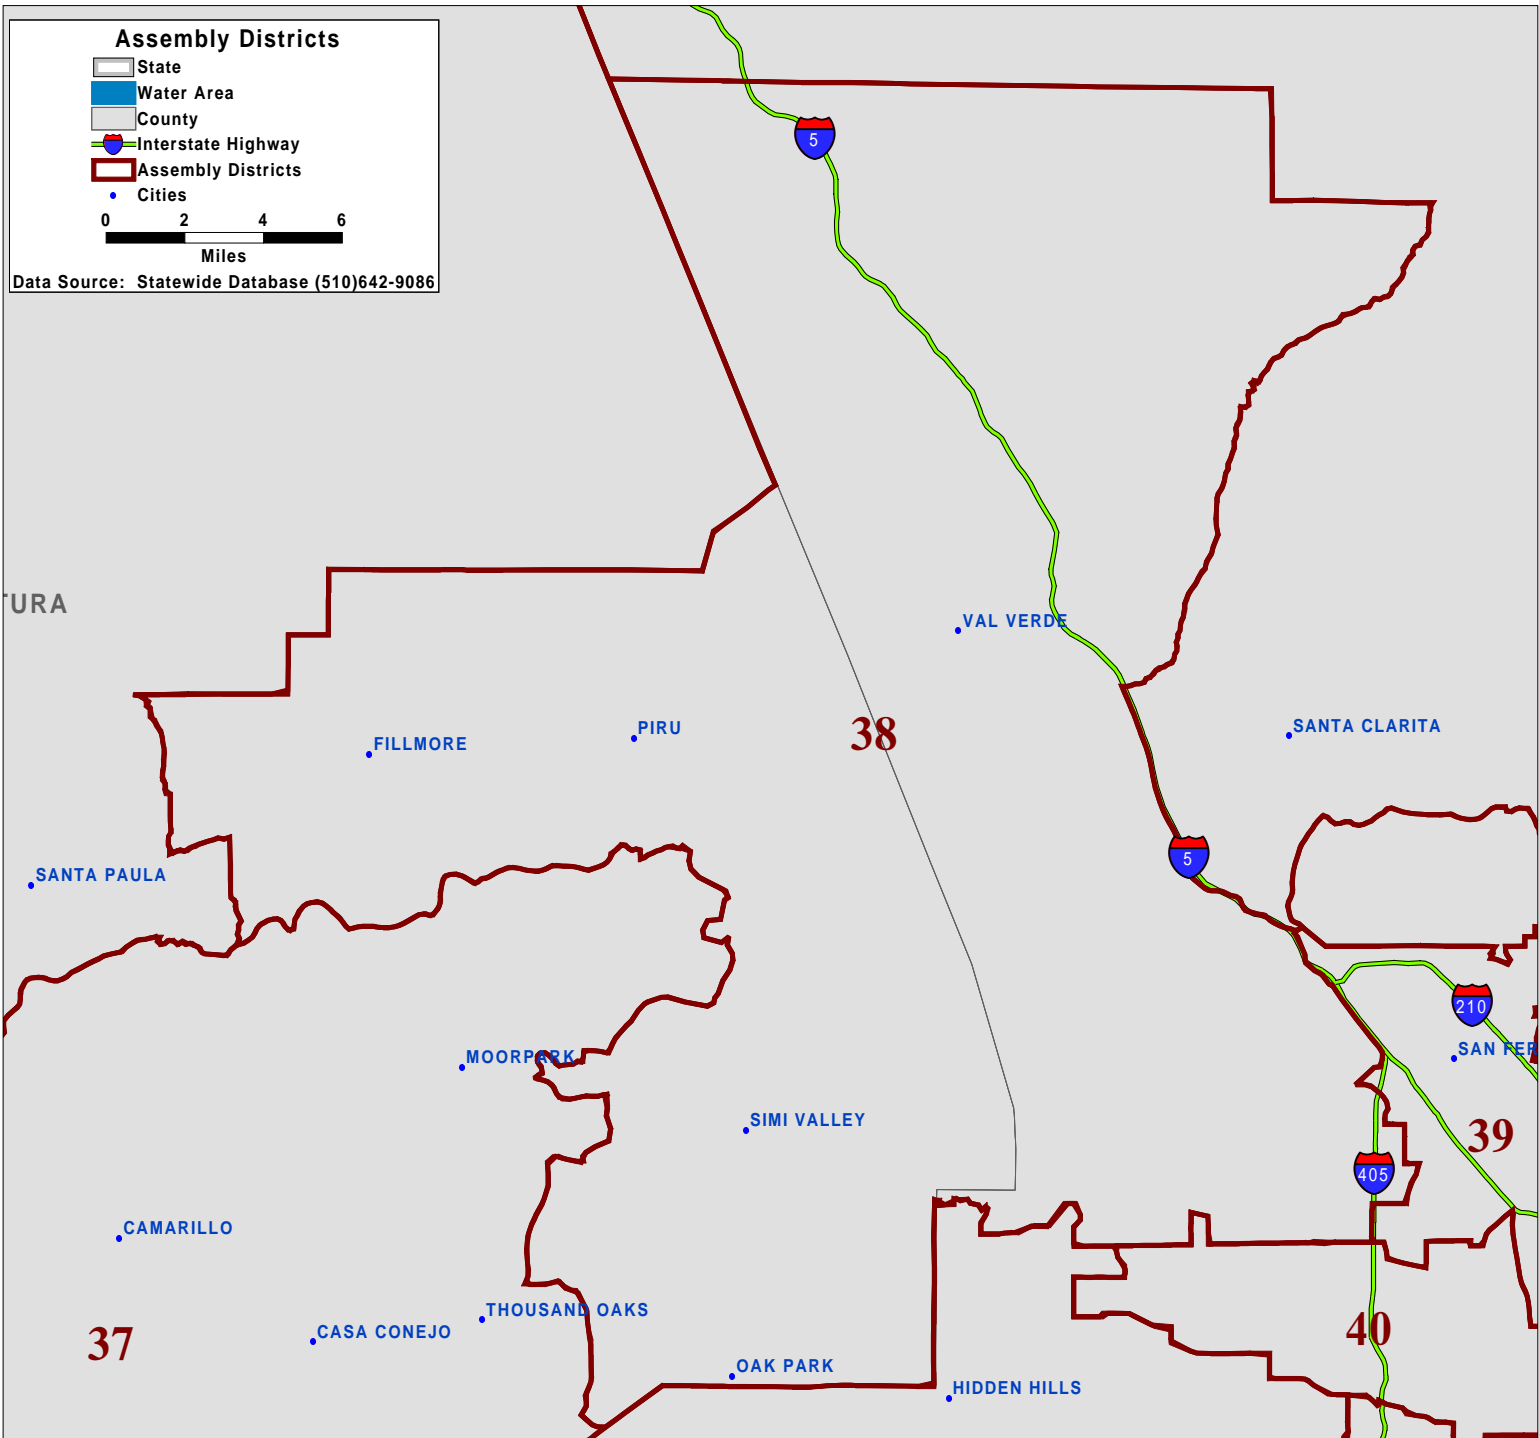 Assembly Districts
State
Water Area
County
Interstate Highway
Assembly Districts
Cities
0 2 4 6
Miles
Data Source: Statewide Database (510)642-9086
5
TURA
VAL VERDE
SANTA CLARITA
PIRU
38
FILLMORE
5
SANTA PAULA
210
SAN FER
MOORPARK
SIMI VALLEY
39
405
CAMARILLO
THOUSAND OAKS
CASA CONEJO
37
40
OAK PARK
HIDDEN HILLS